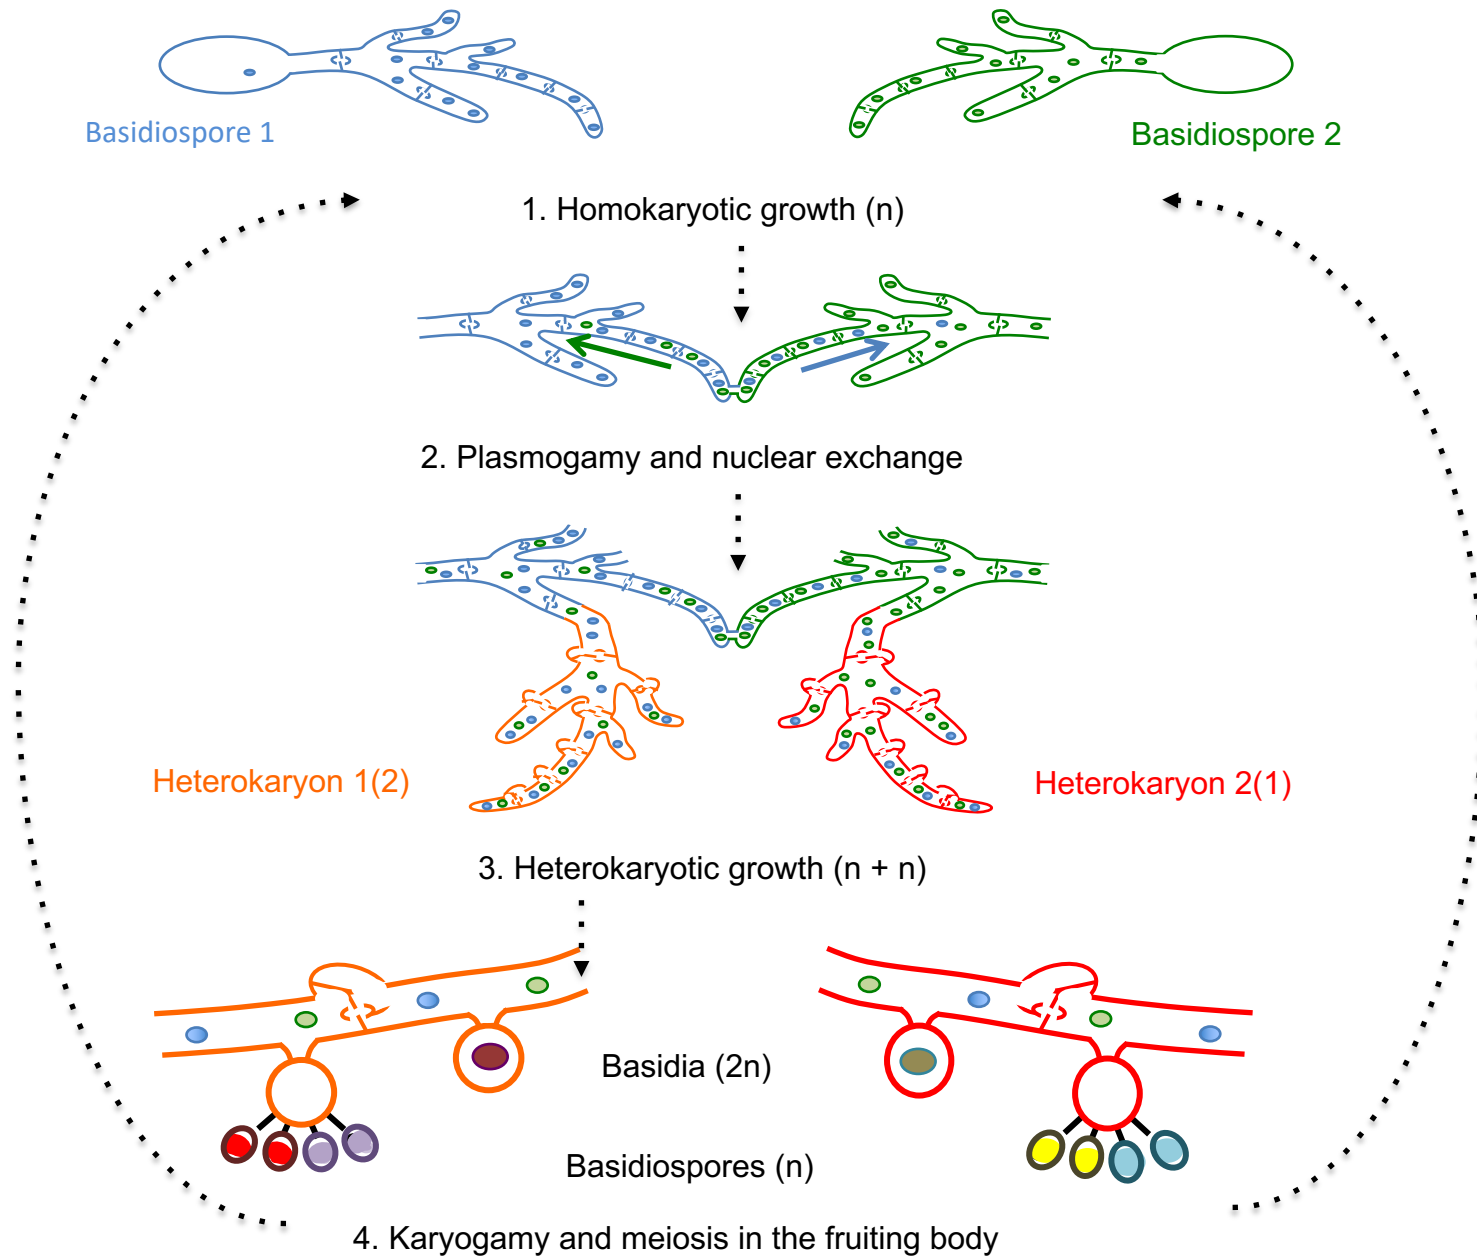 Basidiospore 1
Basidiospore 2
1. Homokaryotic growth (n)
2. Plasmogamy and nuclear exchange
Heterokaryon 1(2)
Heterokaryon 2(1)
3. Heterokaryotic growth (n + n)
Basidia (2n)
Basidiospores (n)
4. Karyogamy and meiosis in the fruiting body